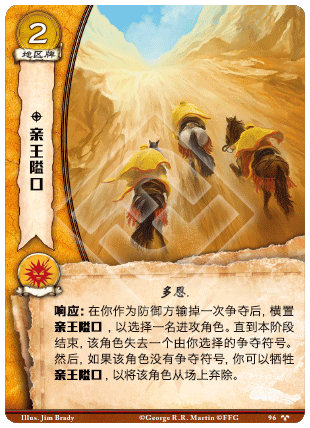 2
地区牌
亲王隘口
多恩.
响应: 在你作为防御方输掉一次争夺后, 横置
亲王隘口, 以选择一名进攻角色。直到本阶段
结束, 该角色失去一个由你选择的争夺符号。
然后, 如果该角色没有争夺符号, 你可以牺牲
亲王隘口, 以将该角色从场上弃除。
Illus. Jim Brady
©George R.R. Martin ©FFG
96